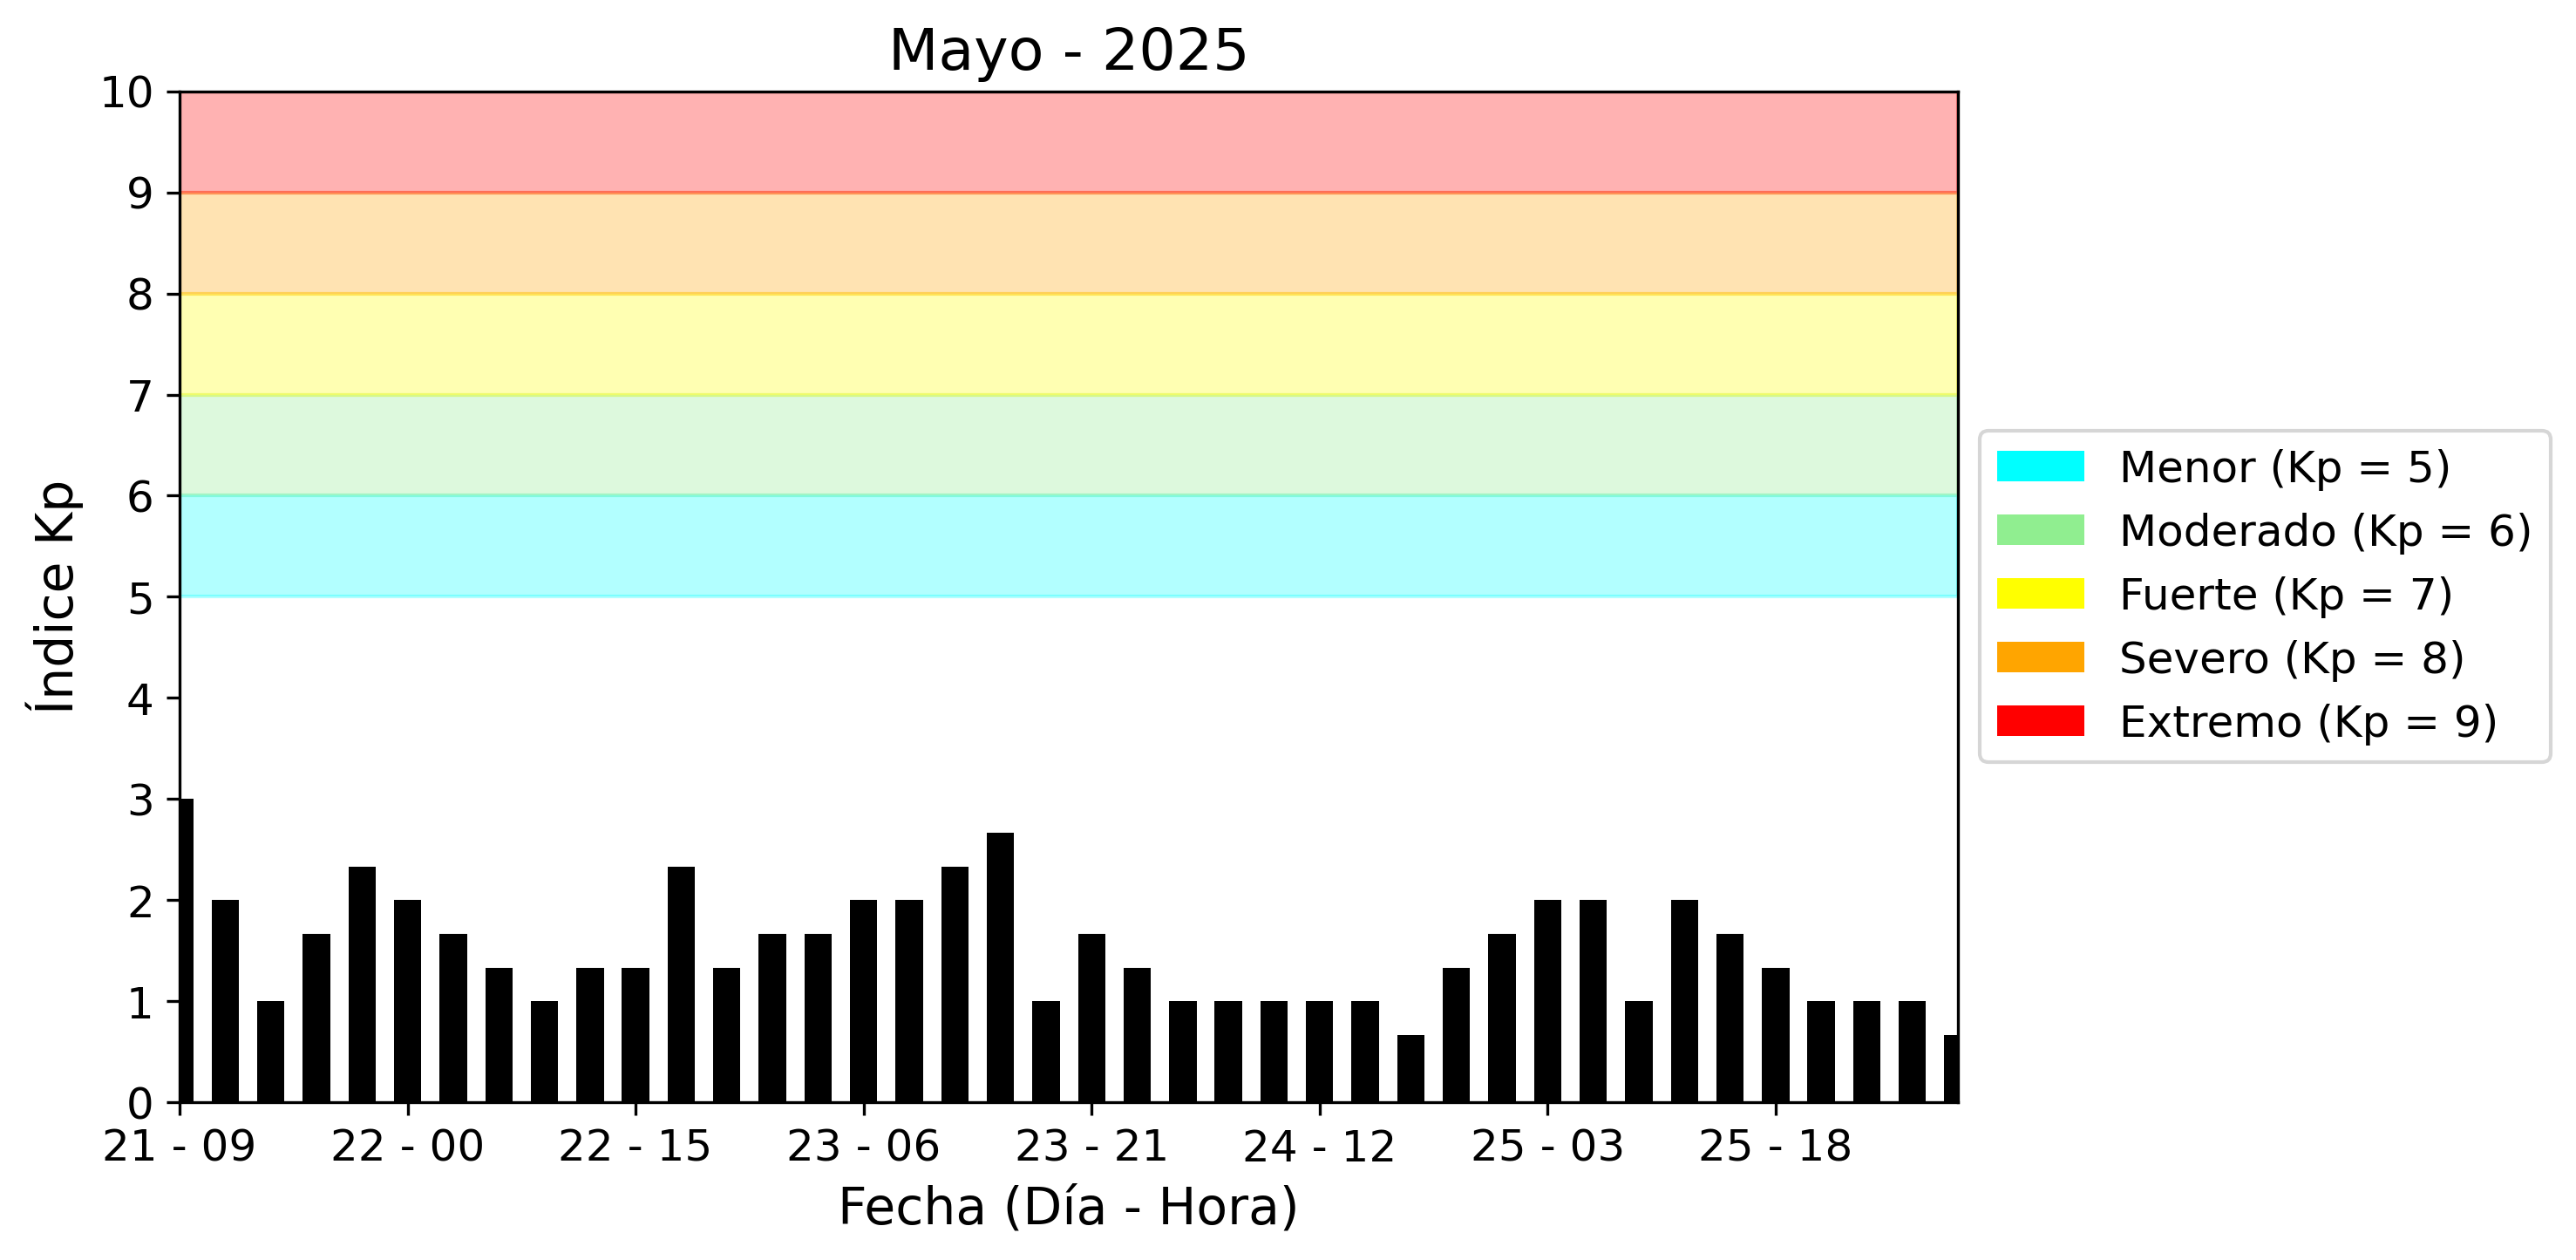 Mayo - 2025
Índice Kp
10
9
8
7
6
5
4
3
2
1
0
21 - 09
22 - 00
22 - 15
23 - 06
23 - 21
24 - 12
25 - 03
25 - 18
Fecha (Día - Hora)
Menor (Kp = 5)
Moderado (Kp = 6)
Fuerte (Kp = 7)
Severo (Kp = 8)
Extremo (Kp = 9)